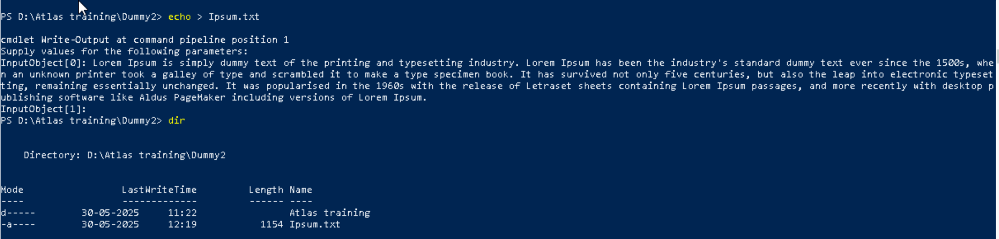 PS D:\Atlas training\Dummy2> echo > Ipsum.txt
cmdlet Write-Output at command pipeline position 1
Supply values for the following parameters:
InputObject[0]: Lorem Ipsum is simply dummy text of the printing and typesetting industry. Lorem Ipsum has been the industry's standard dummy text ever since the 1500s, whe
n an unknown printer took a galley of type and scrambled it to make a type specimen book. It has survived not only five centuries, but also the leap into electronic typeset
ting, remaining essentially unchanged. It was popularised in the 1960s with the release of Letraset sheets containing Lorem Ipsum passages, and more recently with desktop p
ublishing software like Aldus PageMaker including versions of Lorem Ipsum.
InputObject[1]:
PS D:\Atlas training\Dummy2> dir
    Directory: D:\Atlas training\Dummy2
Mode                 LastWriteTime         Length Name
----                 -------------         ------ ----
d-----        30-05-2025     11:22                Atlas training
-a----        30-05-2025     12:19           1154 Ipsum.txt